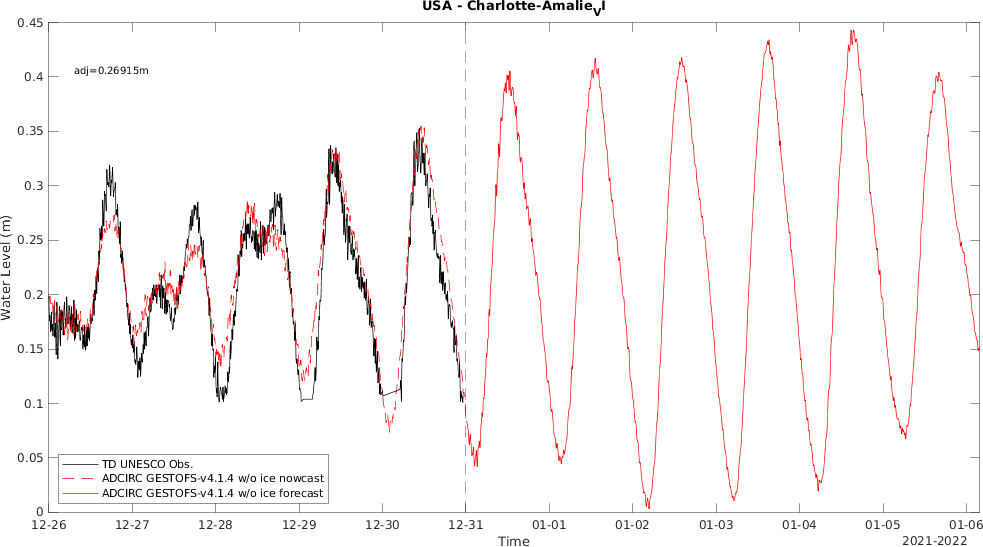 USA - Charlotte-AmalieVI
0.45
adj=0.26915m
0.4
0.35
0.3
0.25
Water Level (m)
0.2
0.15
0.1
0.05
0
TD UNESCO Obs.
ADCIRC GESTOFS-v4.1.4 w/o ice nowcast
ADCIRC GESTOFS-v4.1.4 w/o ice forecast
12-26 12-27 12-28 12-29 12-30 12-31 01-01 01-02 01-03 01-04 01-05 01-06
Time
2021-2022